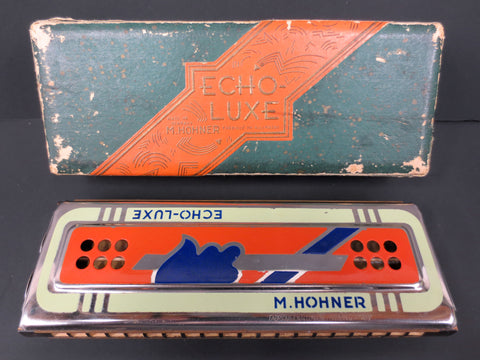 ECHO-
LUXE
M. HOHNER
ECHO-LUXE
M. HOHNER